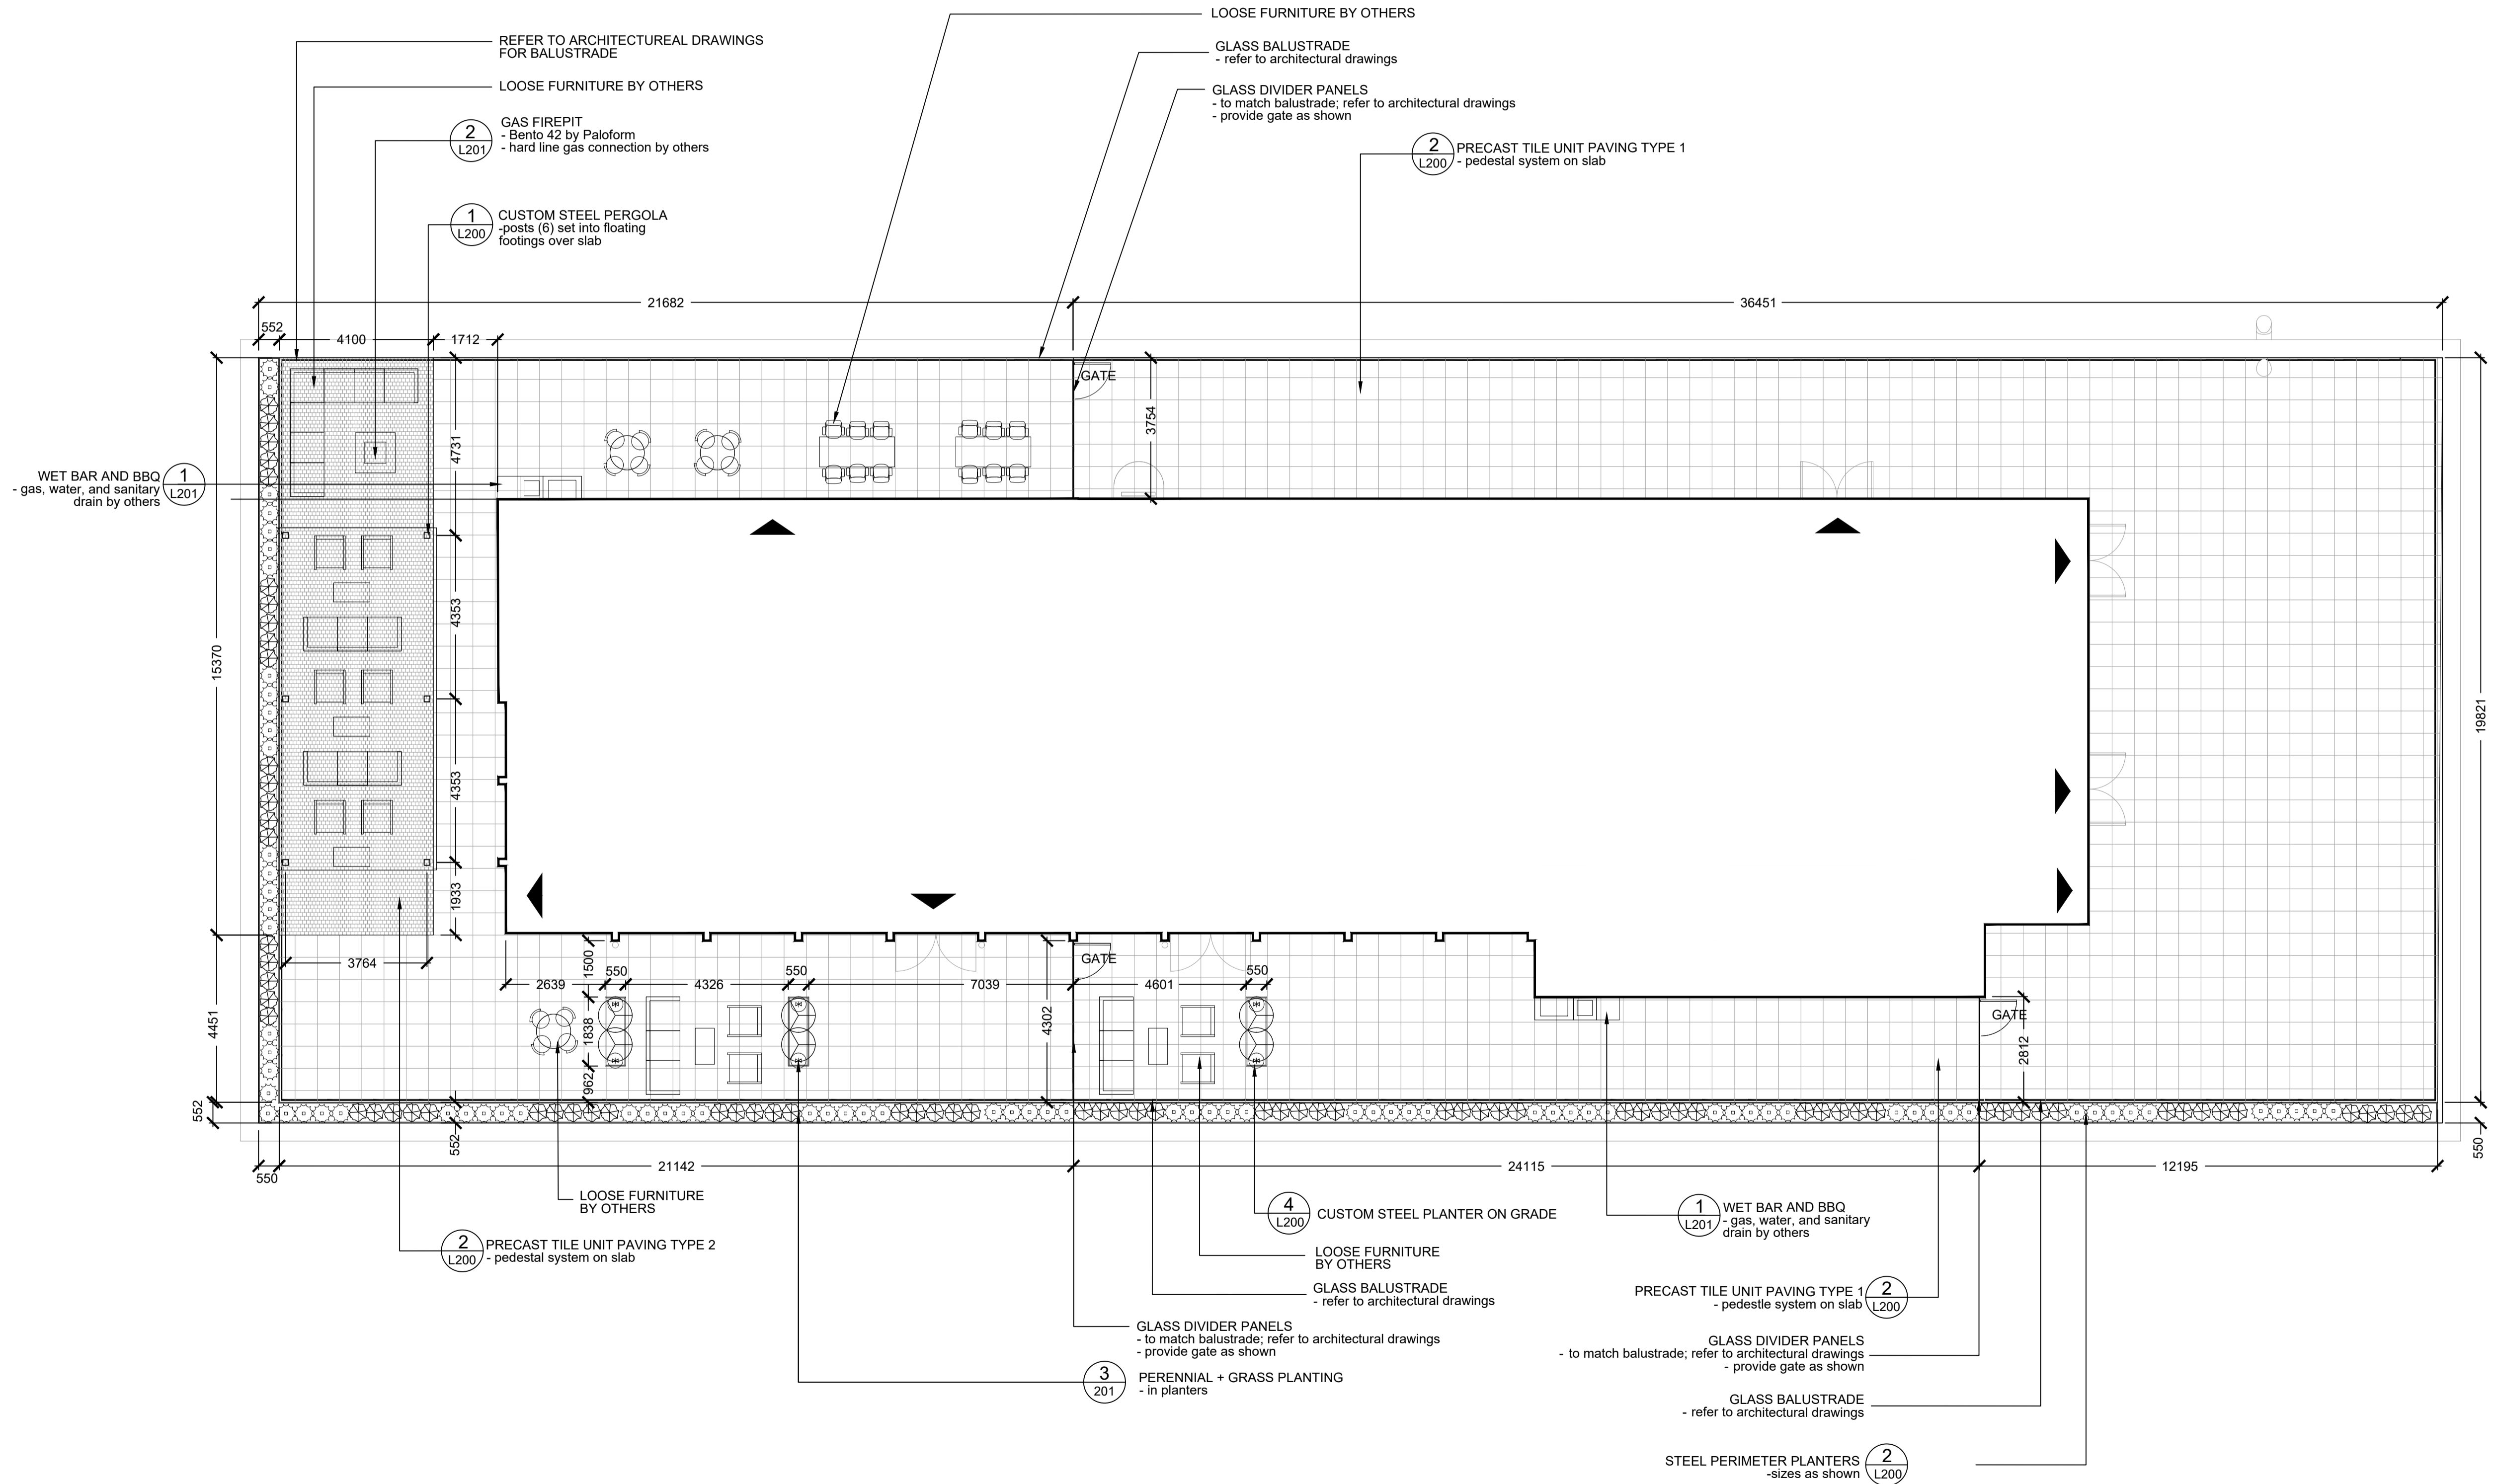 LOOSE FURNITURE BY OTHERS
REFER TO ARCHITECTUREAL DRAWINGS
FOR BALUSTRADE
GLASS BALUSTRADE
- refer to architectural drawings
LOOSE FURNITURE BY OTHERS
GLASS DIVIDER PANELS
- to match balustrade; refer to architectural drawings
- provide gate as shown
2
L201
GAS FIREPIT
- Bento 42 by Paloform
- hard line gas connection by others
2
L200
PRECAST TILE UNIT PAVING TYPE 1
- pedestal system on slab
1
L200
CUSTOM STEEL PERGOLA
-posts (6) set into floating
footings over slab
21682
36451
552
4100
1712
GATE
3754
4731
WET BAR AND BBQ
- gas, water, and sanitary
drain by others
1
L201
4353
15370
19821
4353
1933
3764
1500
GATE
2639
550
4326
550
7039
4601
550
4451
1838
4302
GATE
2812
962
552
552
550
550
21142
24115
12195
LOOSE FURNITURE
BY OTHERS
4
L200
CUSTOM STEEL PLANTER ON GRADE
1
L201
WET BAR AND BBQ
- gas, water, and sanitary
drain by others
2
L200
PRECAST TILE UNIT PAVING TYPE 2
- pedestal system on slab
LOOSE FURNITURE
BY OTHERS
GLASS BALUSTRADE
- refer to architectural drawings
PRECAST TILE UNIT PAVING TYPE 1
- pedestle system on slab
2
L200
GLASS DIVIDER PANELS
- to match balustrade; refer to architectural drawings
- provide gate as shown
GLASS DIVIDER PANELS
- to match balustrade; refer to architectural drawings
- provide gate as shown
3
201
PERENNIAL + GRASS PLANTING
- in planters
GLASS BALUSTRADE
- refer to architectural drawings
STEEL PERIMETER PLANTERS
-sizes as shown
2
L200